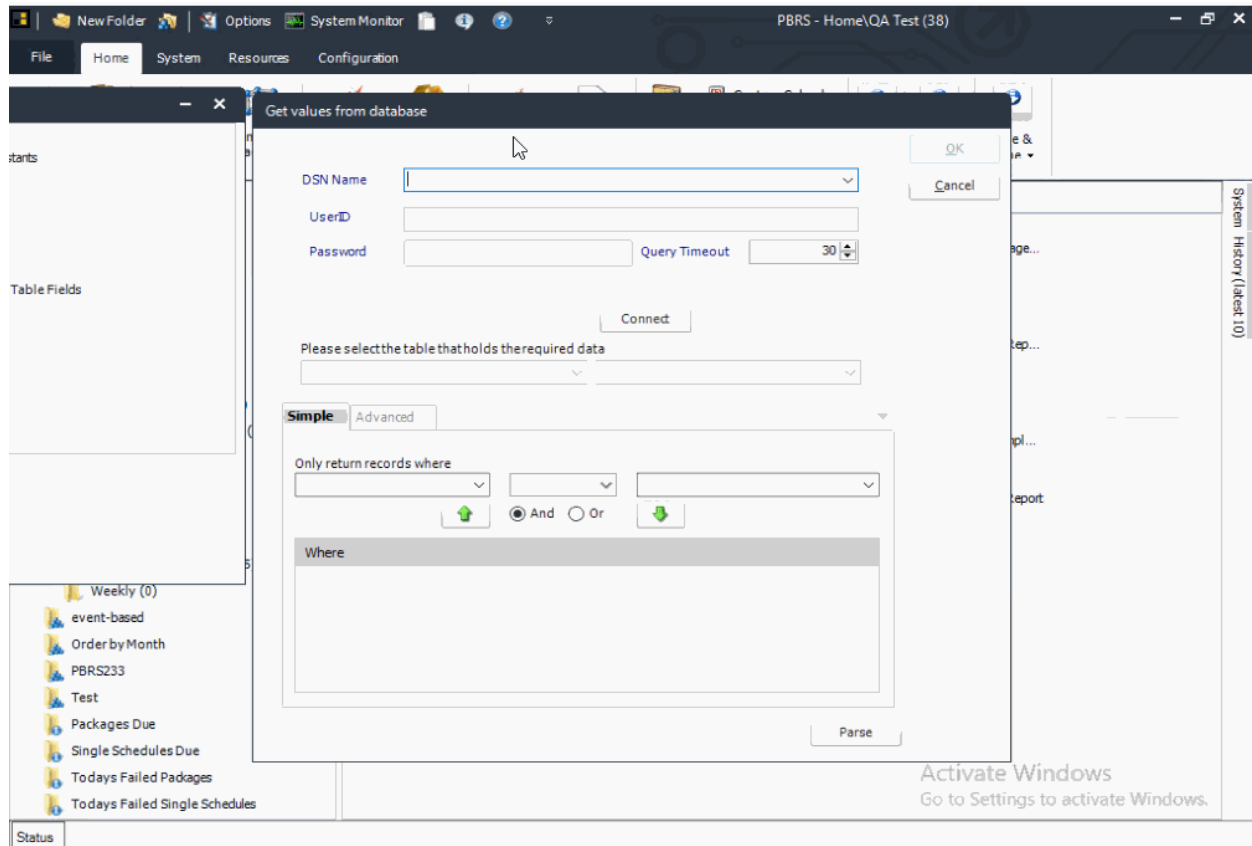 New Folder Options System Monitor PBRS - Home\QA Test (38)
File Home System Resources Configuration
Get values from database
stants
Table Fields
OK
Cancel
DSN Name
UserID
Password Query Timeout 30
Connect
Please select the table that holds the required data
Simple Advanced
Only return records where
And Or
Where
Parse
e &
age...
Rep...
mpl...
Report
System History (latest 10)
Weekly (0)
event-based
Order by Month
PBRS233
Test
Packages Due
Single Schedules Due
Todays Failed Packages
Todays Failed Single Schedules
Activate Windows
Go to Settings to activate Windows.
Status